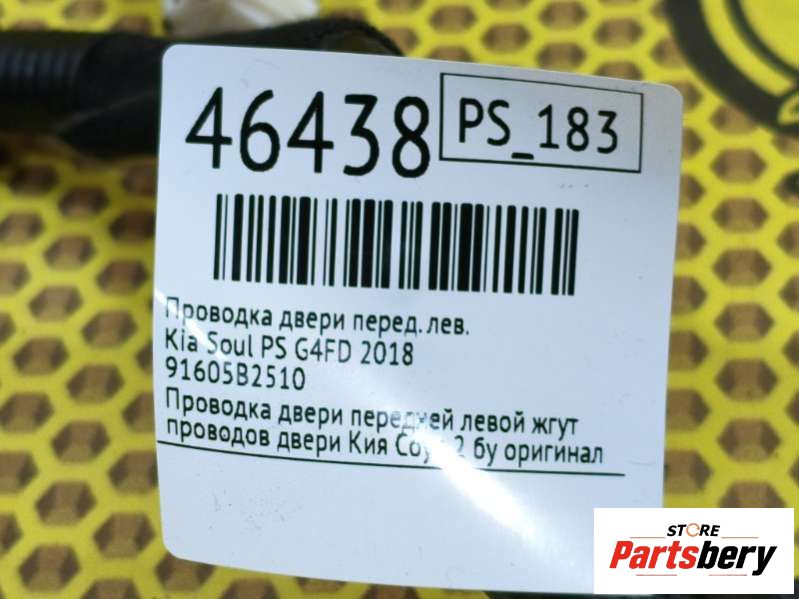 46438
PS_183
Проводка двери перед.лев.
Kia Soul PS G4FD 2018
91605B2510
Проводка двери передней левой жгут
проводов двери Кия Соул 2 бу оригинал
STORE
Partsbery